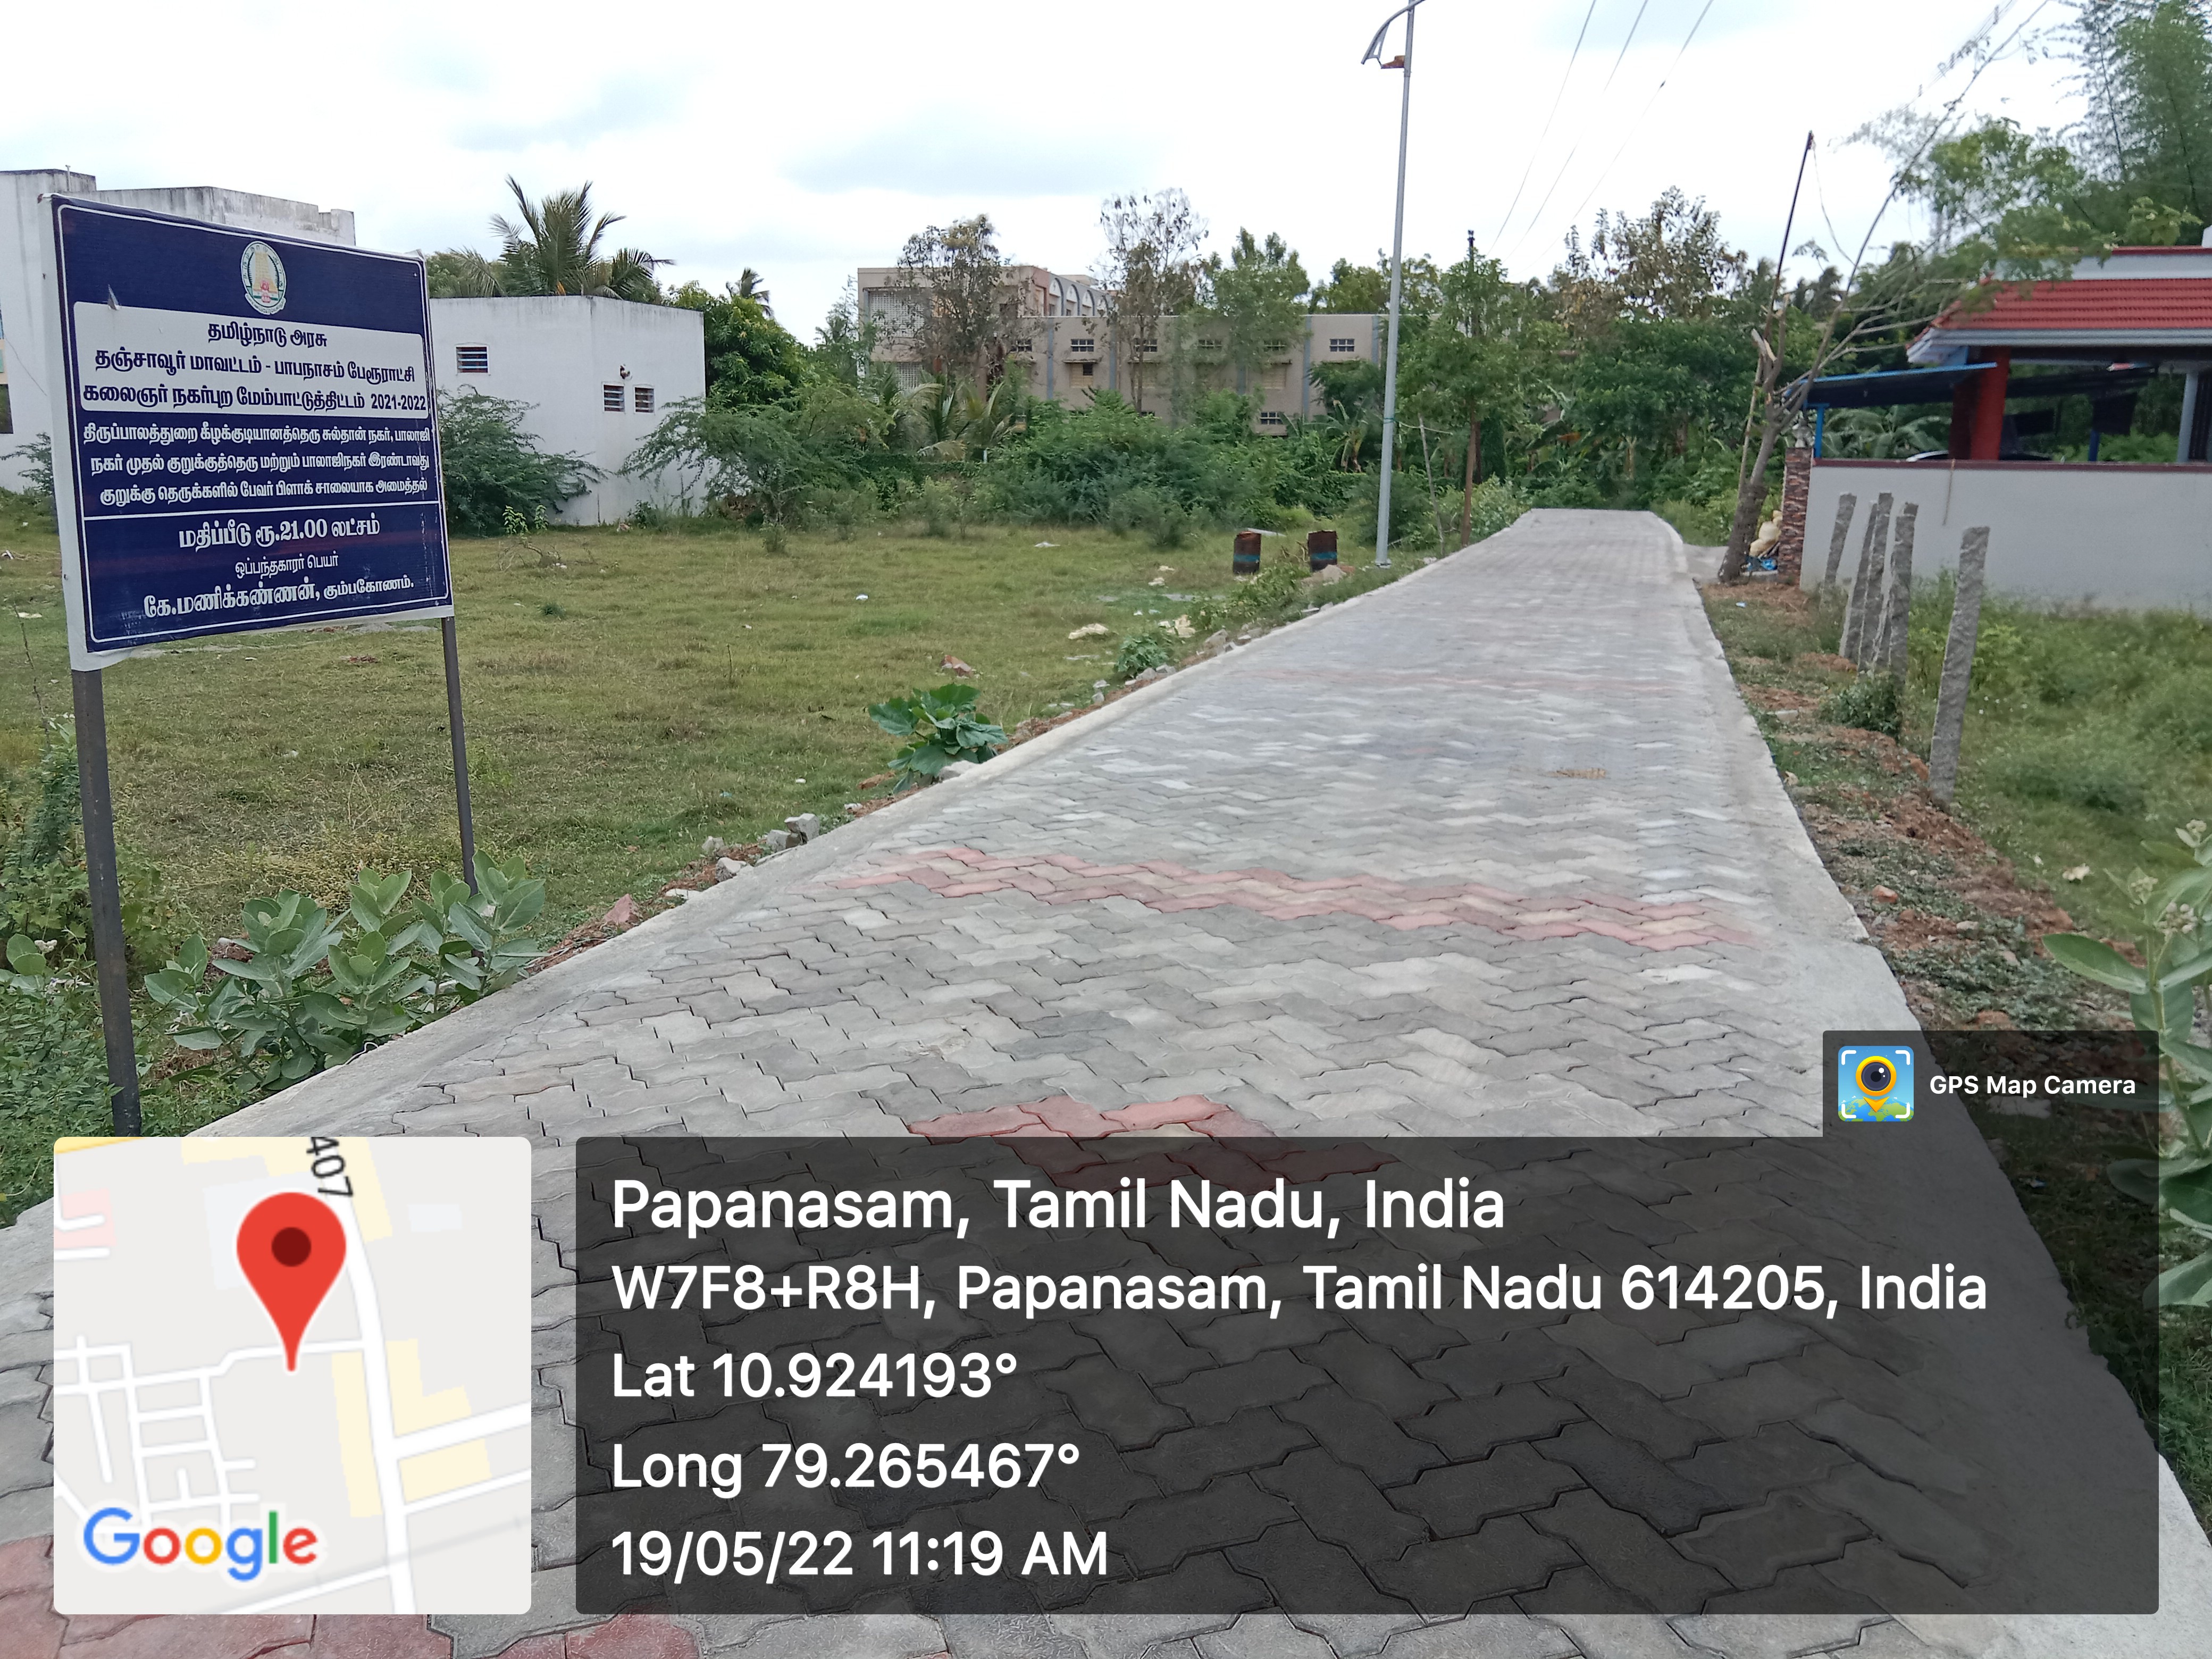 தமிழ்நாடு அரசு
தஞ்சாவூர் மாவட்டம் - பாபநாசம் பேரூராட்சி
கலைஞர் நகர்புற மேம்பாட்டுத்திட்டம் 2021-2022
திருப்பாலத்துறை கீழக்குடியானத்தெரு சுல்தான் நகர், பாலாஜி
நகர் முதல் குறுக்குத்தெரு மற்றும் பாலாஜிநகர் இரண்டாவது
குறுக்கு தெருக்களில் பேவர் பிளாக் சாலையாக அமைத்தல்
மதிப்பீடு ரூ.21.00 லட்சம்
ஒப்பந்தகாரர் பெயர்
கே.மணிக்கண்ணன், கும்பகோணம்.
GPS Map Camera
407
Google
Papanasam, Tamil Nadu, India
W7F8+R8H, Papanasam, Tamil Nadu 614205, India
Lat 10.924193°
Long 79.265467°
19/05/22 11:19 AM